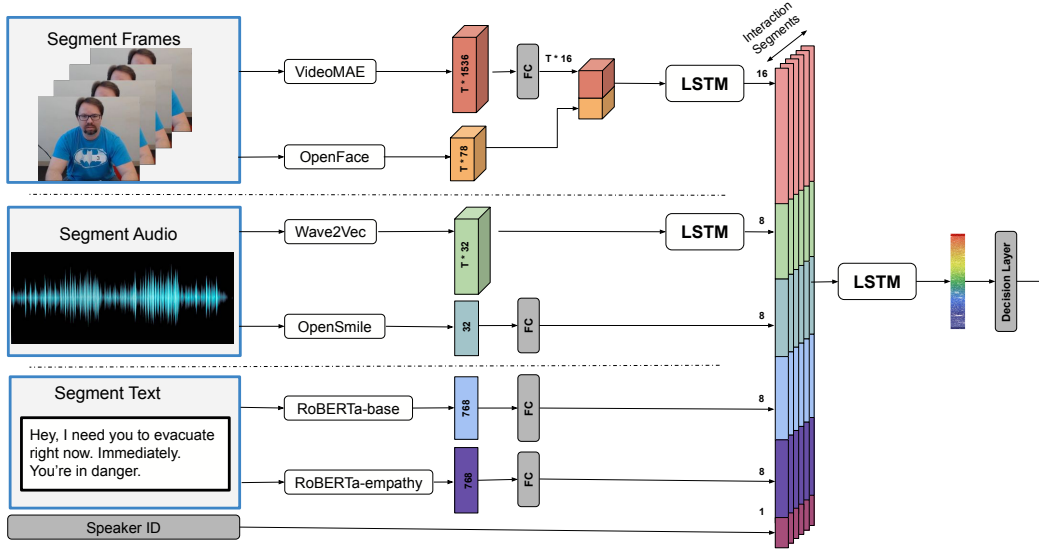 Segment Frames
VideoMAE
T * 1536
FC
T * 16
LSTM
16
Interaction
Segments
OpenFace
T * 78
Segment Audio
Wave2Vec
T * 32
LSTM
8
OpenSmile
32
FC
8
LSTM
Decision Layer
Segment Text
Hey, I need you to evacuate
right now. Immediately.
You're in danger.
RoBERTa-base
768
FC
8
RoBERTa-empathy
768
FC
8
Speaker ID
1